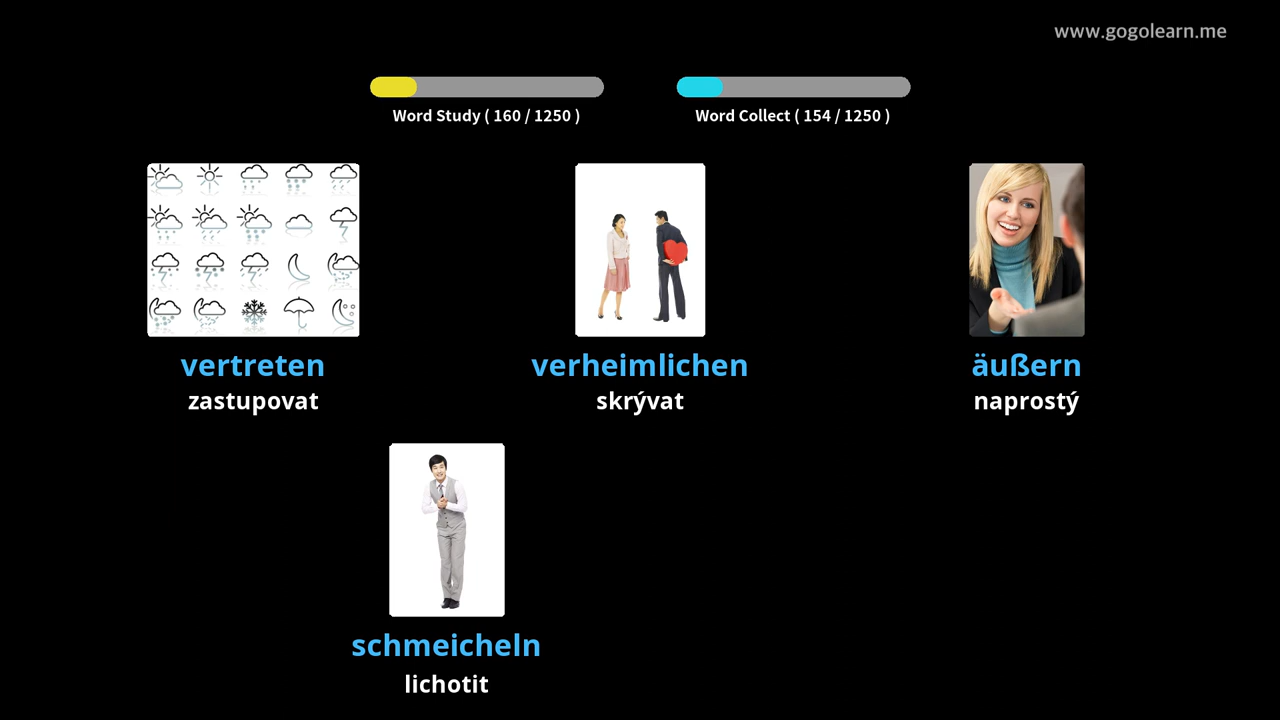 www.gogolearn.me
Word Study ( 160 / 1250 )
Word Collect ( 154 / 1250 )
vertreten
zastupovat
verheimlichen
skrývat
äußern
naprostý
schmeicheln
lichotit